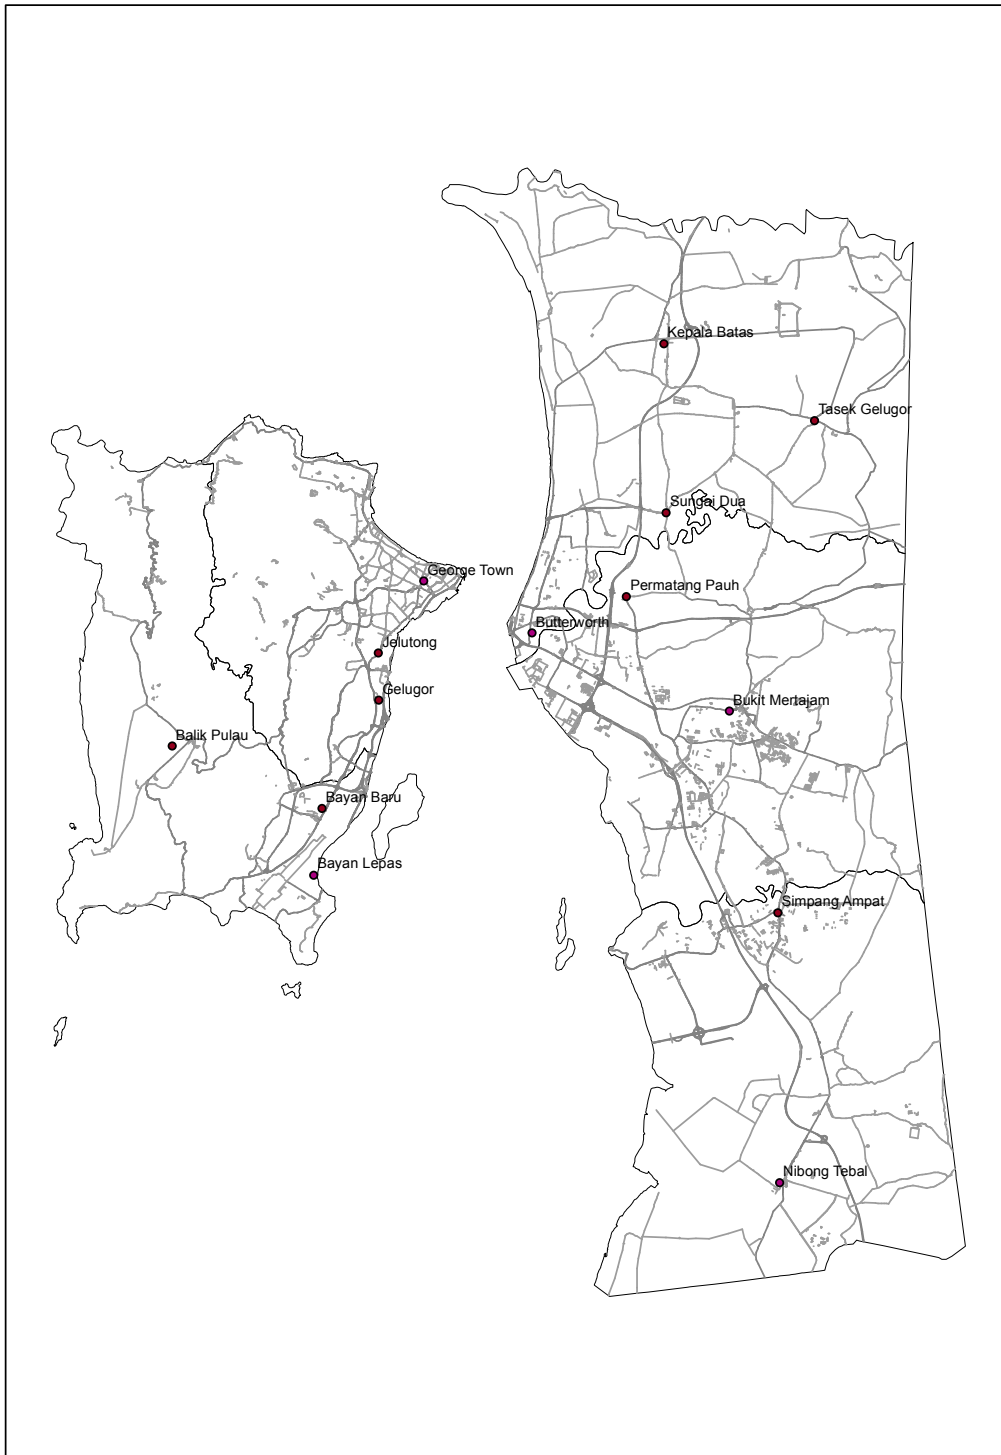 Kepala Batas
Tasek Gelugor
Sungai Dua
George Town
Permatang Pauh
Butterworth
Jelutong
Gelugor
Bukit Mertajam
Balik Pulau
Bayan Baru
Bayan Lepas
Simpang Ampat
Nibong Tebal